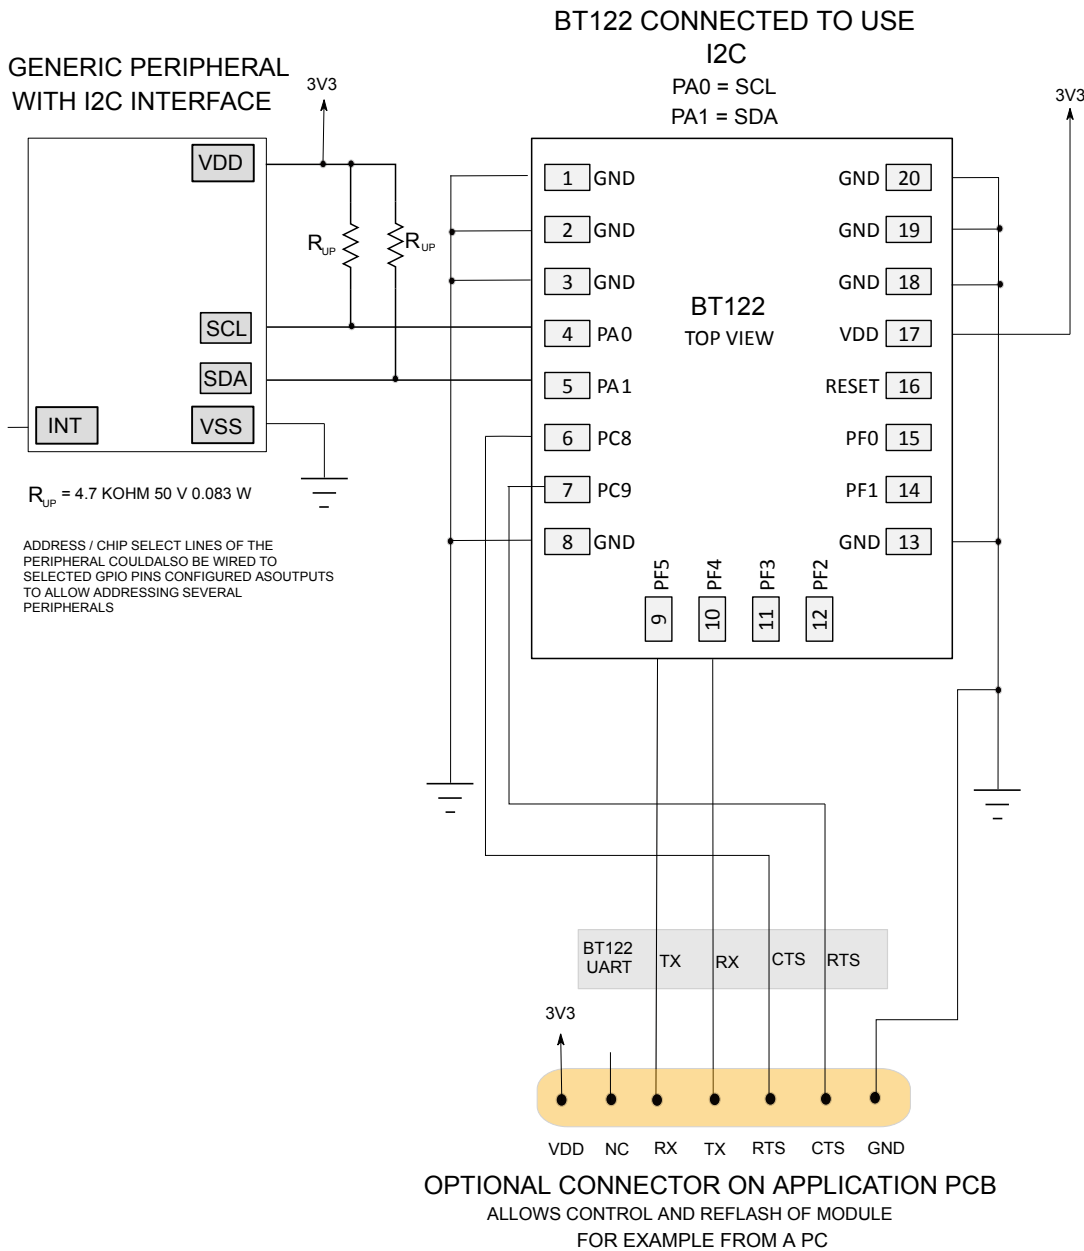 BT122 CONNECTED TO USE
I2C
PA0 = SCL
PA1 = SDA
GENERIC PERIPHERAL
WITH I2C INTERFACE
3V3
3V3
VDD
RUP
RUP
SCL
SDA
INT
VSS
RUP = 4.7 KOHM 50 V 0.083 W
ADDRESS / CHIP SELECT LINES OF THE
PERIPHERAL COULDALSO BE WIRED TO
SELECTED GPIO PINS CONFIGURED ASOUTPUTS
TO ALLOW ADDRESSING SEVERAL
PERIPHERALS
1 GND
2 GND
3 GND
4 PA0
5 PA1
6 PC8
7 PC9
8 GND
BT122
TOP VIEW
GND 20
GND 19
GND 18
VDD 17
RESET 16
PF0 15
PF1 14
GND 13
PF5 PF4 PF3 PF2
9 10 11 12
BT122
UART TX RX CTS RTS
3V3
VDD NC RX TX RTS CTS GND
OPTIONAL CONNECTOR ON APPLICATION PCB
ALLOWS CONTROL AND REFLASH OF MODULE
FOR EXAMPLE FROM A PC